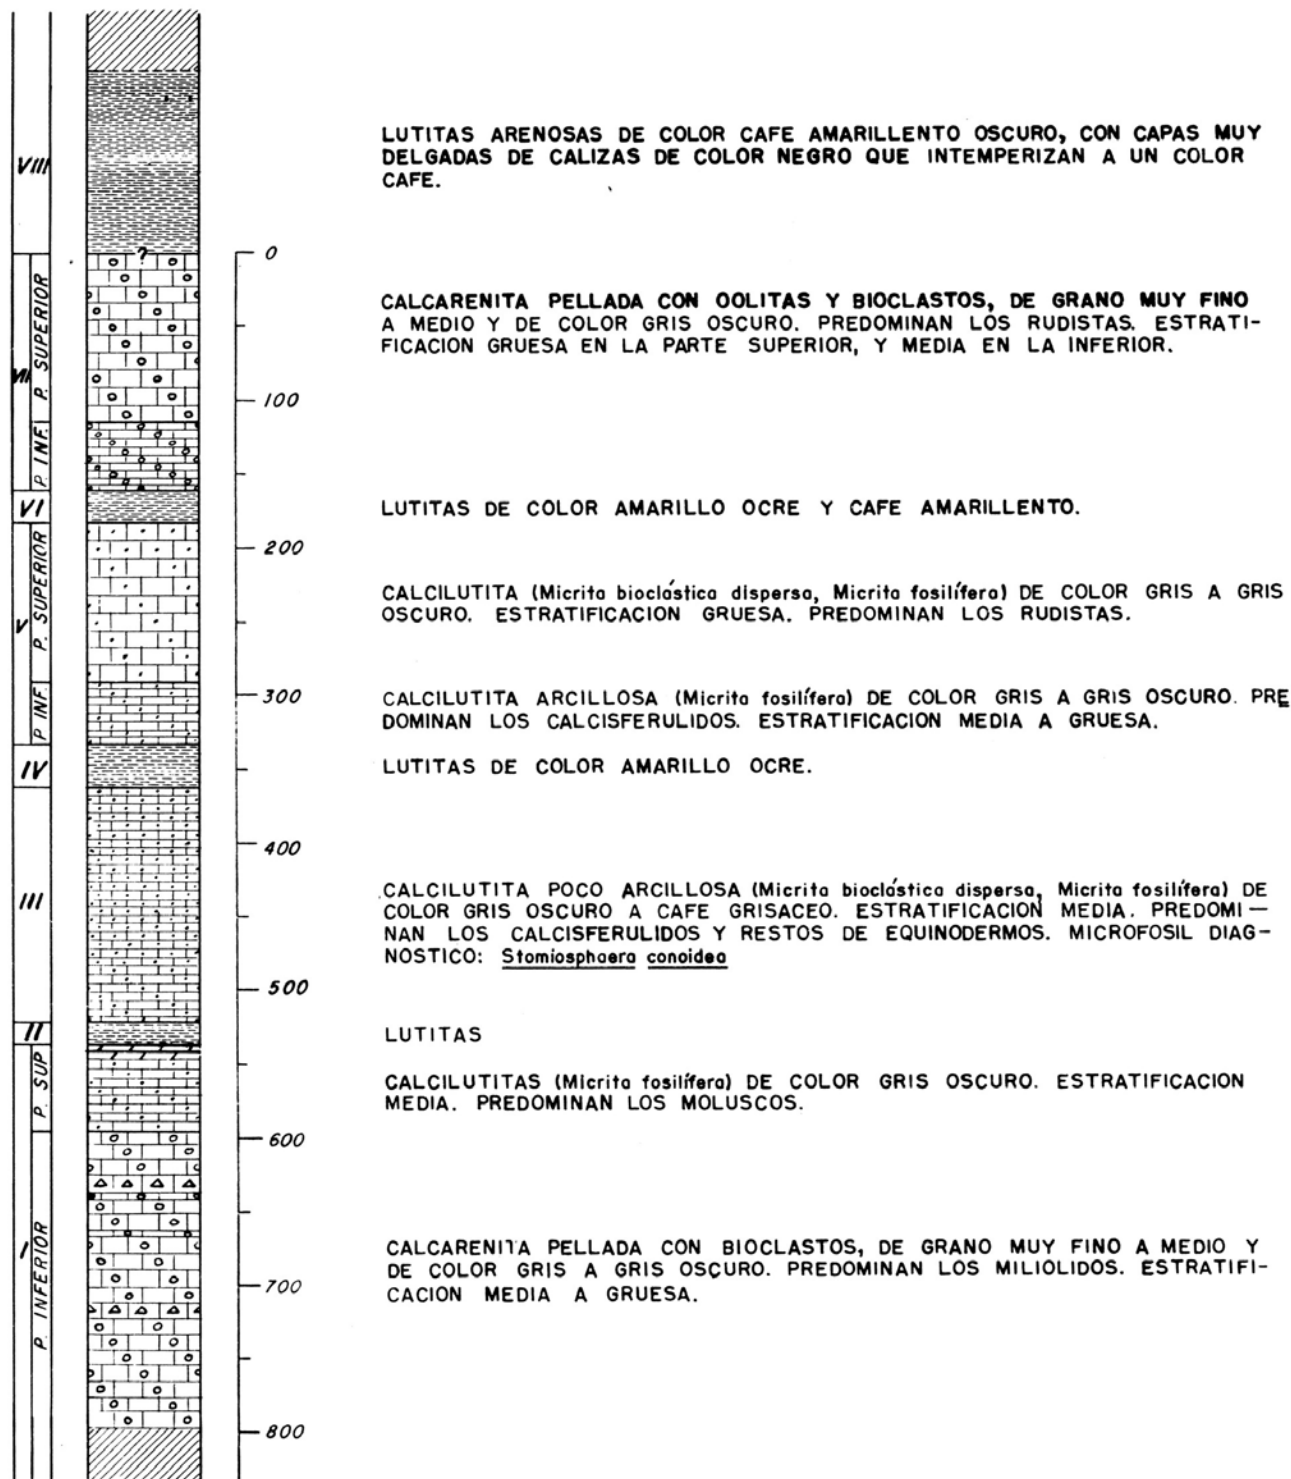 VIII
LUTITAS ARENOSAS DE COLOR CAFE AMARILLENTO OSCURO, CON CAPAS MUY
DELGADAS DE CALIZAS DE COLOR NEGRO QUE INTEMPERIZAN A UN COLOR
CAFE.
?
0
VII
P. SUPERIOR
CALCARENITA PELLADA CON OOLITAS Y BIOCLASTOS, DE GRANO MUY FINO
A MEDIO Y DE COLOR GRIS OSCURO. PREDOMINAN LOS RUDISTAS. ESTRATI-
FICACION GRUESA EN LA PARTE SUPERIOR, Y MEDIA EN LA INFERIOR.
100
P. INF.
VI
LUTITAS DE COLOR AMARILLO OCRE Y CAFE AMARILLENTO.
200
V
P. SUPERIOR
CALCILUTITA (Micrita bioclástica dispersa, Micrita fosilífera) DE COLOR GRIS A GRIS
OSCURO. ESTRATIFICACION GRUESA. PREDOMINAN LOS RUDISTAS.
P INF.
300
CALCILUTITA ARCILLOSA (Micrita fosilífera) DE COLOR GRIS A GRIS OSCURO. PRE
DOMINAN LOS CALCISFERULIDOS. ESTRATIFICACION MEDIA A GRUESA.
IV
LUTITAS DE COLOR AMARILLO OCRE.
400
III
CALCILUTITA POCO ARCILLOSA (Micrita bioclástica dispersa, Micrita fosilífera) DE
COLOR GRIS OSCURO A CAFE GRISACEO. ESTRATIFICACION MEDIA. PREDOMI-
NAN LOS CALCISFERULIDOS Y RESTOS DE EQUINODERMOS. MICROFOSIL DIAG-
NOSTICO: Stomiosphaera conoidea
500
II
LUTITAS
P. SUP
CALCILUTITAS (Micrita fosilífera) DE COLOR GRIS OSCURO. ESTRATIFICACION
MEDIA. PREDOMINAN LOS MOLUSCOS.
600
I
P. INFERIOR
CALCARENITA PELLADA CON BIOCLASTOS, DE GRANO MUY FINO A MEDIO Y
DE COLOR GRIS A GRIS OSCURO. PREDOMINAN LOS MILIOLIDOS. ESTRATIFI-
CACION MEDIA A GRUESA.
700
800